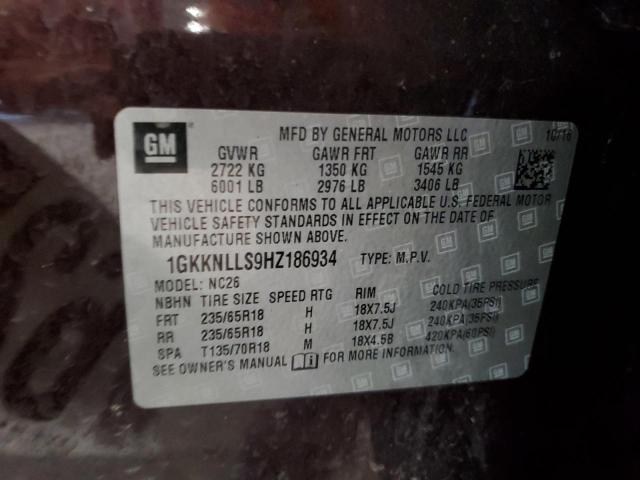 GM
MFD BY GENERAL MOTORS LLC 10/16
GVWR GAWR FRT GAWR RR
2722 KG 1350 KG 1545 KG
6001 LB 2976 LB 3406 LB
THIS VEHICLE CONFORMS TO ALL APPLICABLE U.S. FEDERAL MOTOR
VEHICLE SAFETY STANDARDS IN EFFECT ON THE DATE OF
MANUFACTURE SHOWN ABOVE.
1GKKNLLS9HZ186934 TYPE: M.P.V.
MODEL: NC26
NBHN TIRE SIZE SPEED RTG RIM COLD TIRE PRESSURE
FRT 235/65R18 H 18X7.5J 240KPA(35PSI)
RR 235/65R18 H 18X7.5J 240KPA(35PSI)
SPA T135/70R18 M 18X4.5B 420KPA(60PSI)
SEE OWNER'S MANUAL FOR MORE INFORMATION.